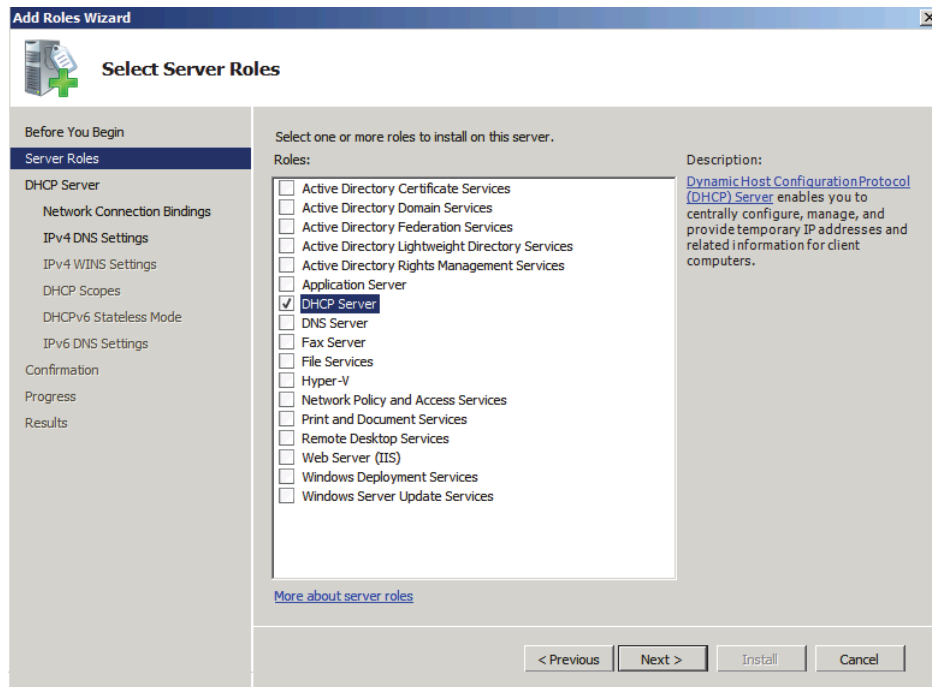 Add Roles Wizard
Select Server Roles
Before You Begin
Server Roles
DHCP Server
Network Connection Bindings
IPv4 DNS Settings
IPv4 WINS Settings
DHCP Scopes
DHCPv6 Stateless Mode
IPv6 DNS Settings
Confirmation
Progress
Results
Select one or more roles to install on this server.
Roles:
Active Directory Certificate Services
Active Directory Domain Services
Active Directory Federation Services
Active Directory Lightweight Directory Services
Active Directory Rights Management Services
Application Server
DHCP Server
DNS Server
Fax Server
File Services
Hyper-V
Network Policy and Access Services
Print and Document Services
Remote Desktop Services
Web Server (IIS)
Windows Deployment Services
Windows Server Update Services
More about server roles
Description:
Dynamic Host Configuration Protocol
(DHCP) Server enables you to
centrally configure, manage, and
provide temporary IP addresses and
related information for client
computers.
< Previous
Next >
Install
Cancel